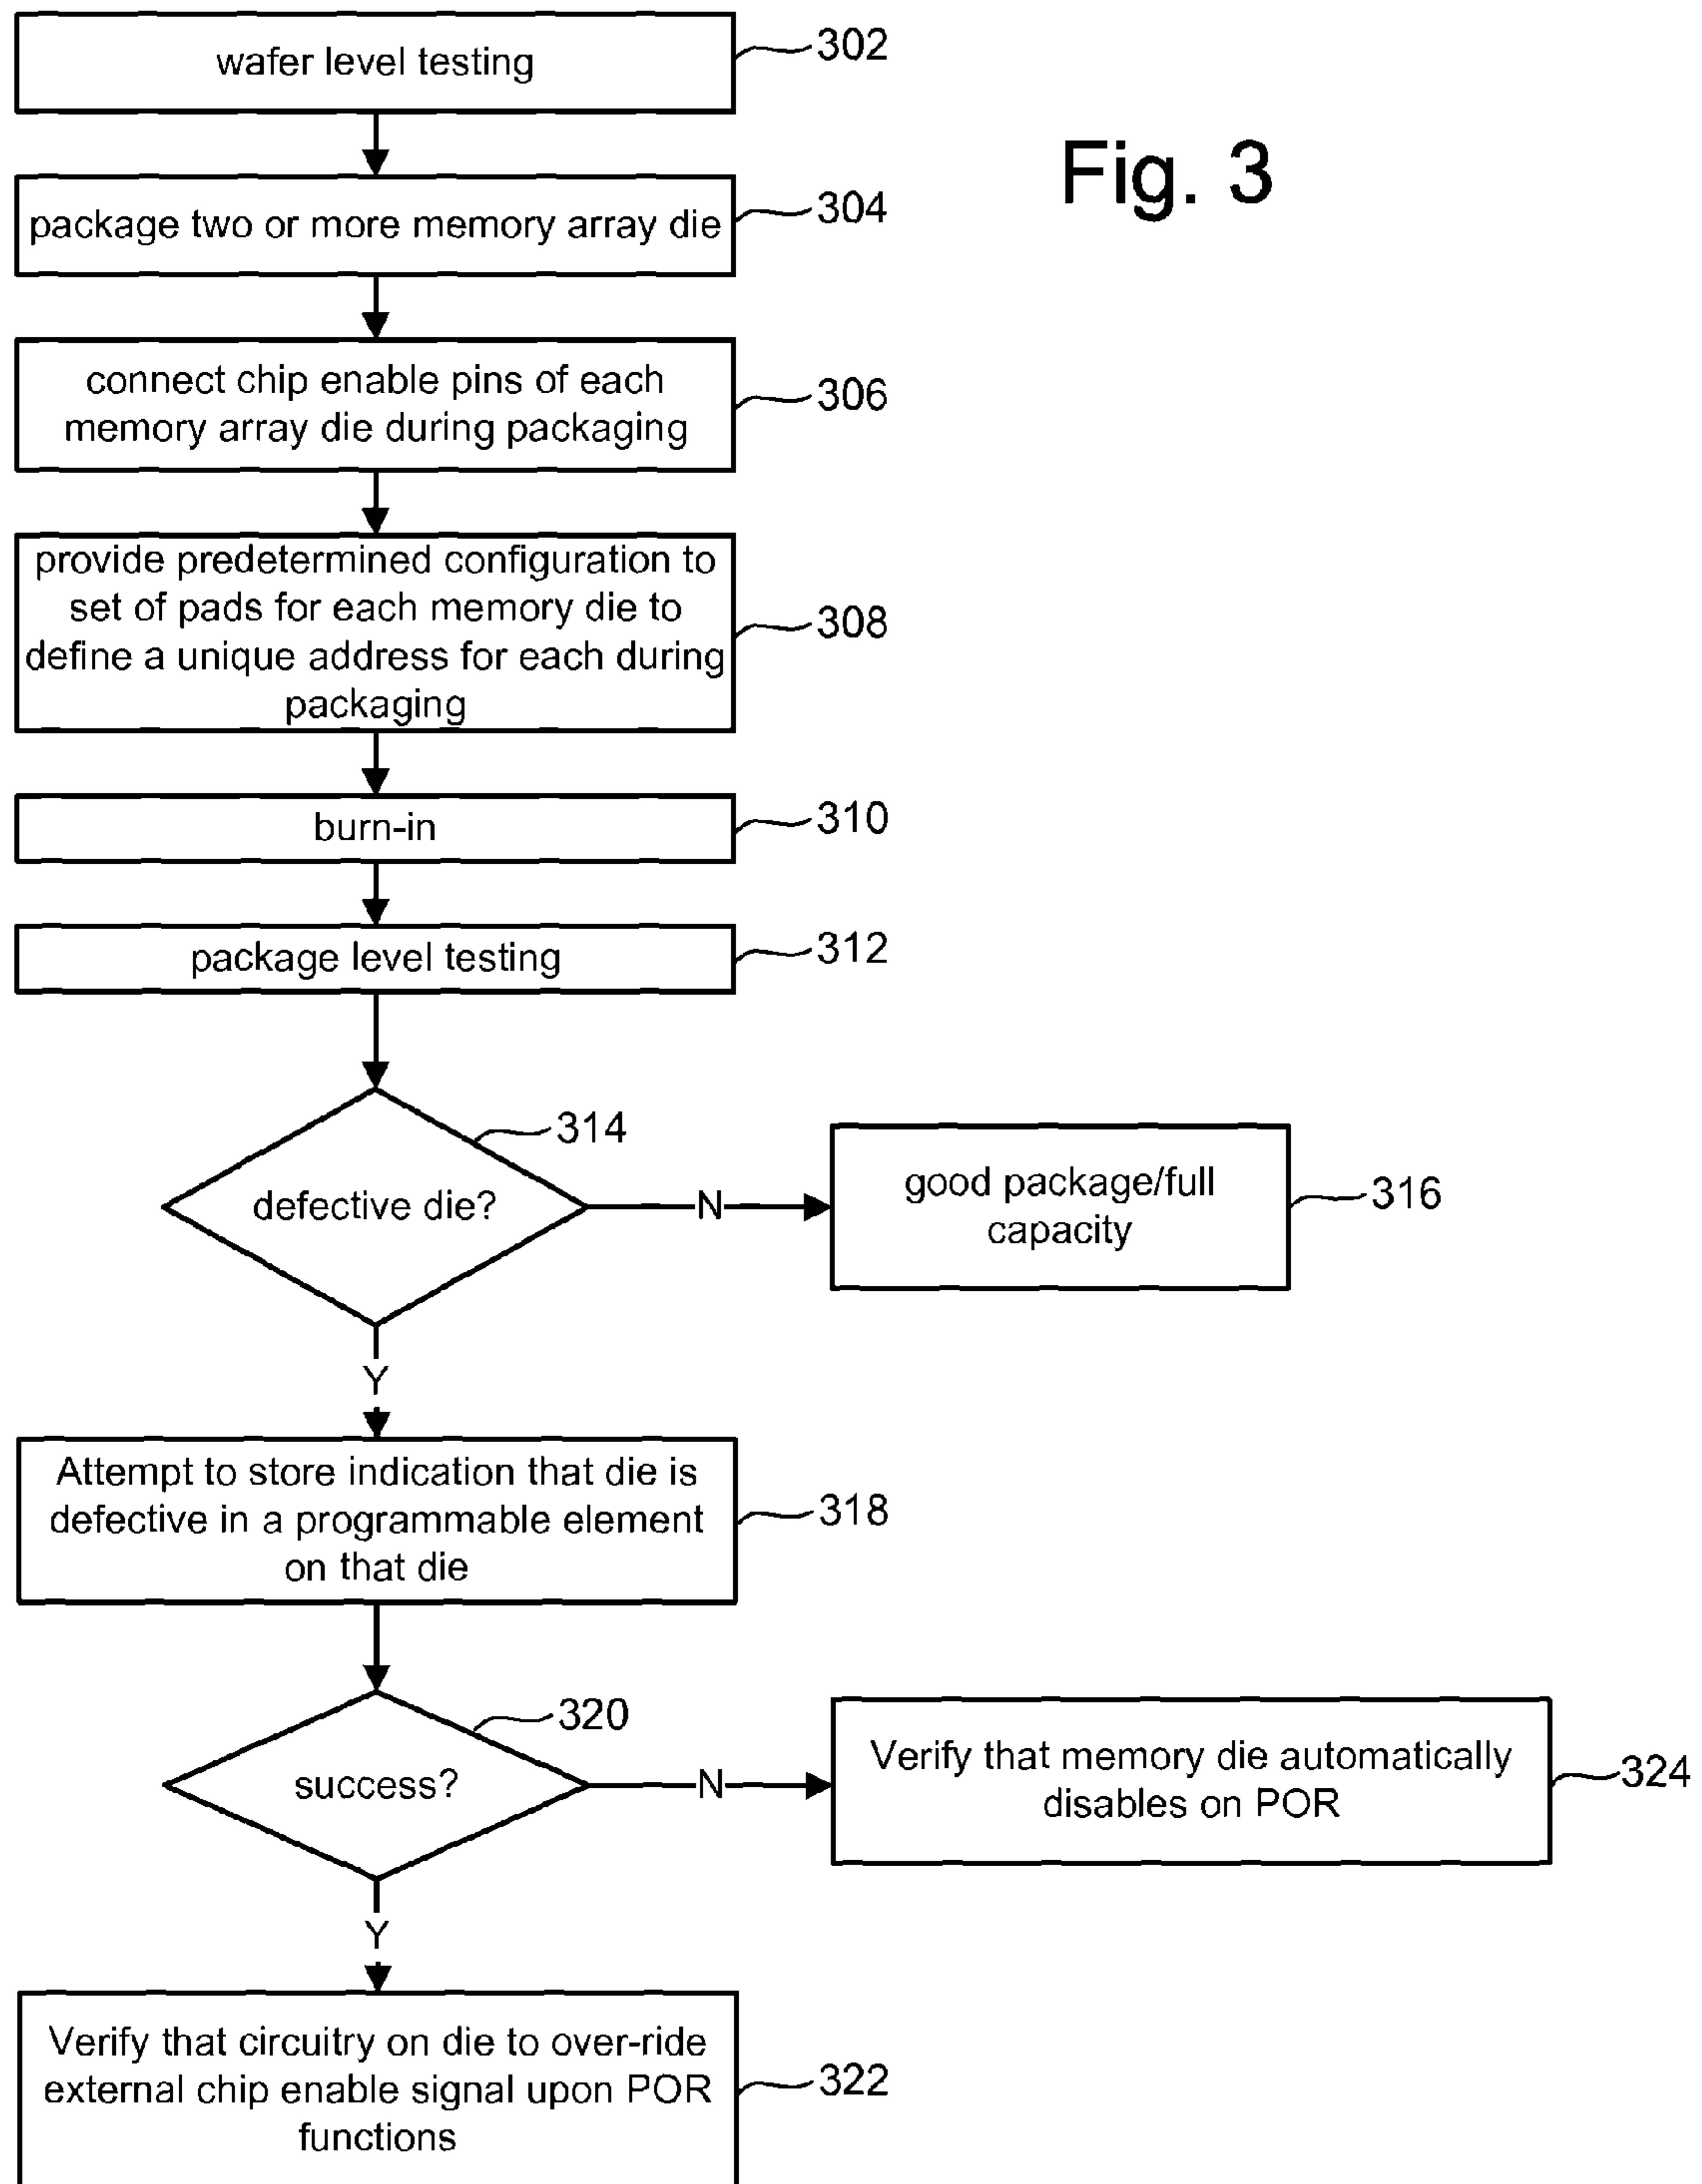 wafer level testing
302
Fig. 3
package two or more memory array die
304
connect chip enable pins of each
memory array die during packaging
306
provide predetermined configuration to
set of pads for each memory die to
define a unique address for each during
packaging
308
burn-in
310
package level testing
312
314
defective die?
N
good package/full
capacity
316
Y
Attempt to store indication that die is
defective in a programmable element
on that die
318
320
success?
N
Verify that memory die automatically
disables on POR
324
Y
Verify that circuitry on die to over-ride
external chip enable signal upon POR
functions
322